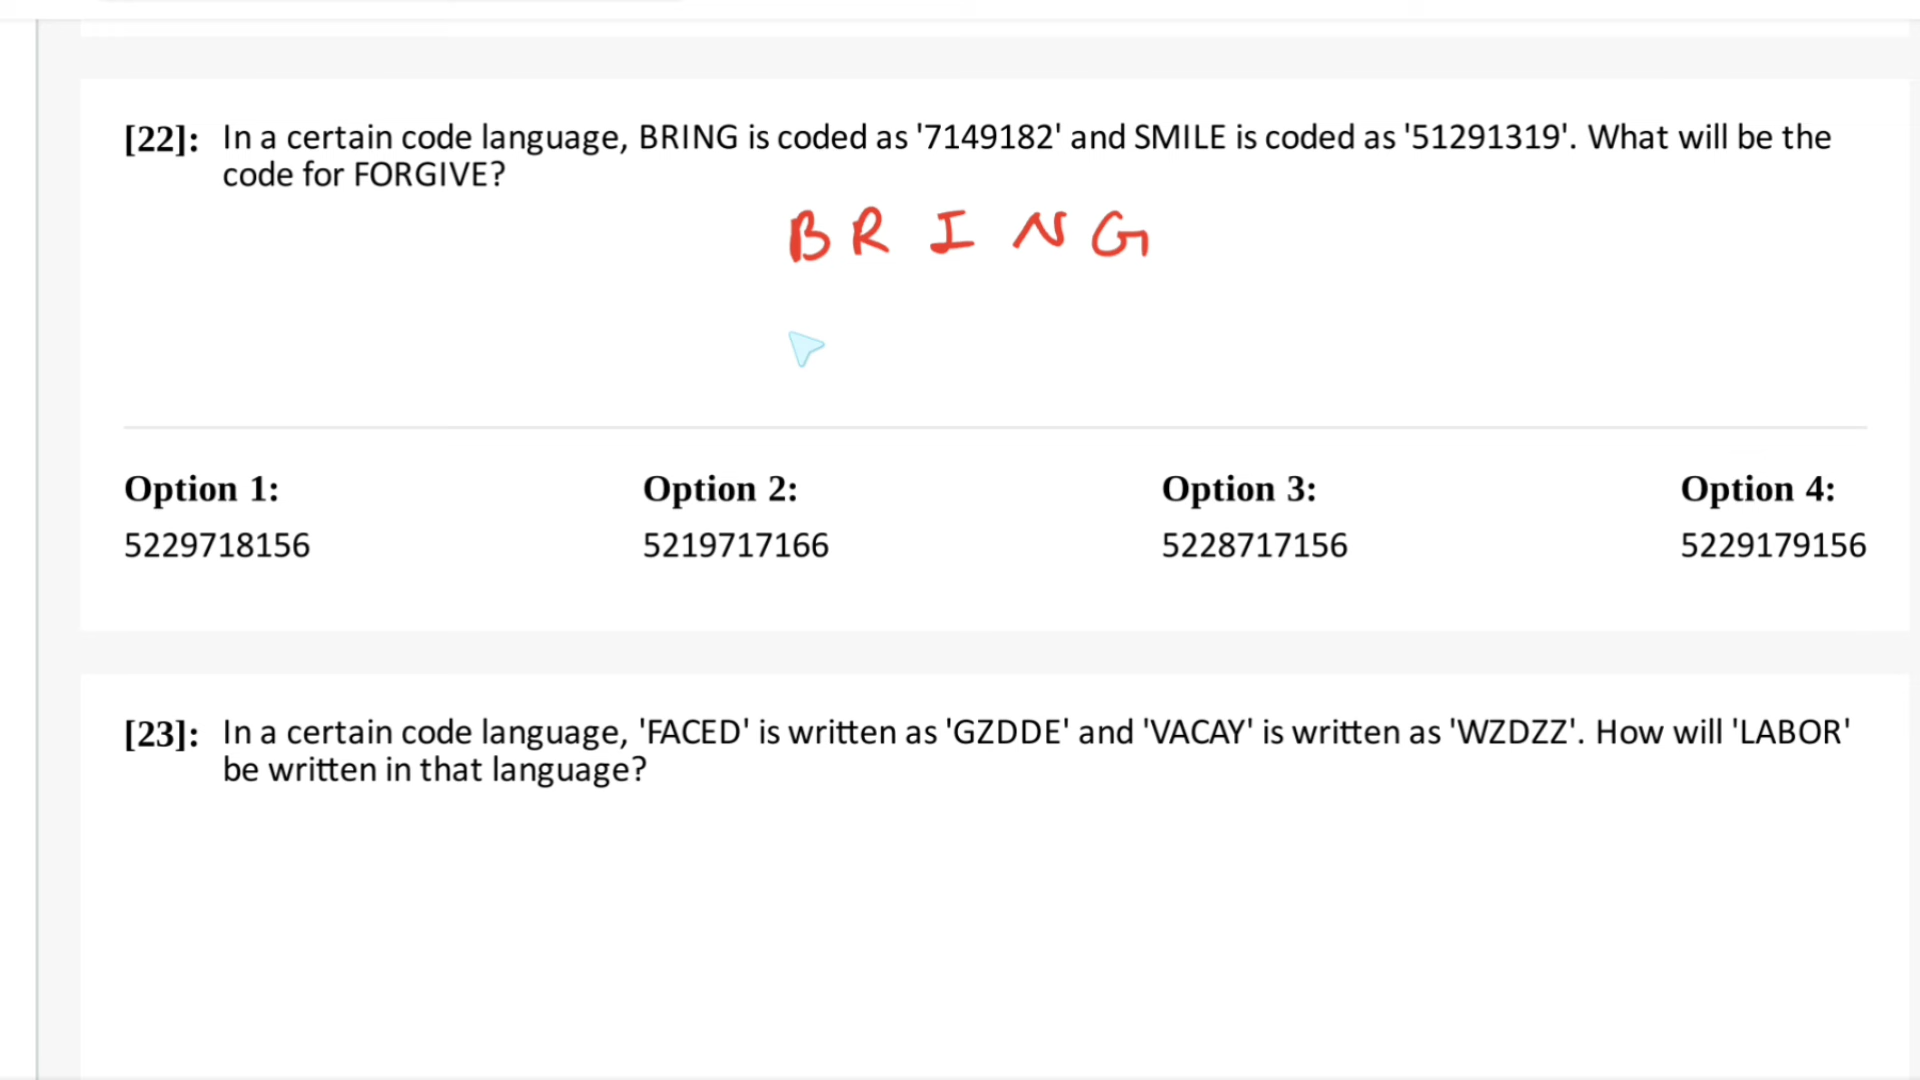 [22]: In a certain code language, BRING is coded as '7149182' and SMILE is coded as '51291319'. What will be the
code for FORGIVE?
B R I N G
Option 1: Option 2: Option 3: Option 4:
5229718156 5219717166 5228717156 5229179156
[23]: In a certain code language, 'FACED' is written as 'GZDDE' and 'VACAY' is written as 'WZDZZ'. How will 'LABOR'
be written in that language?